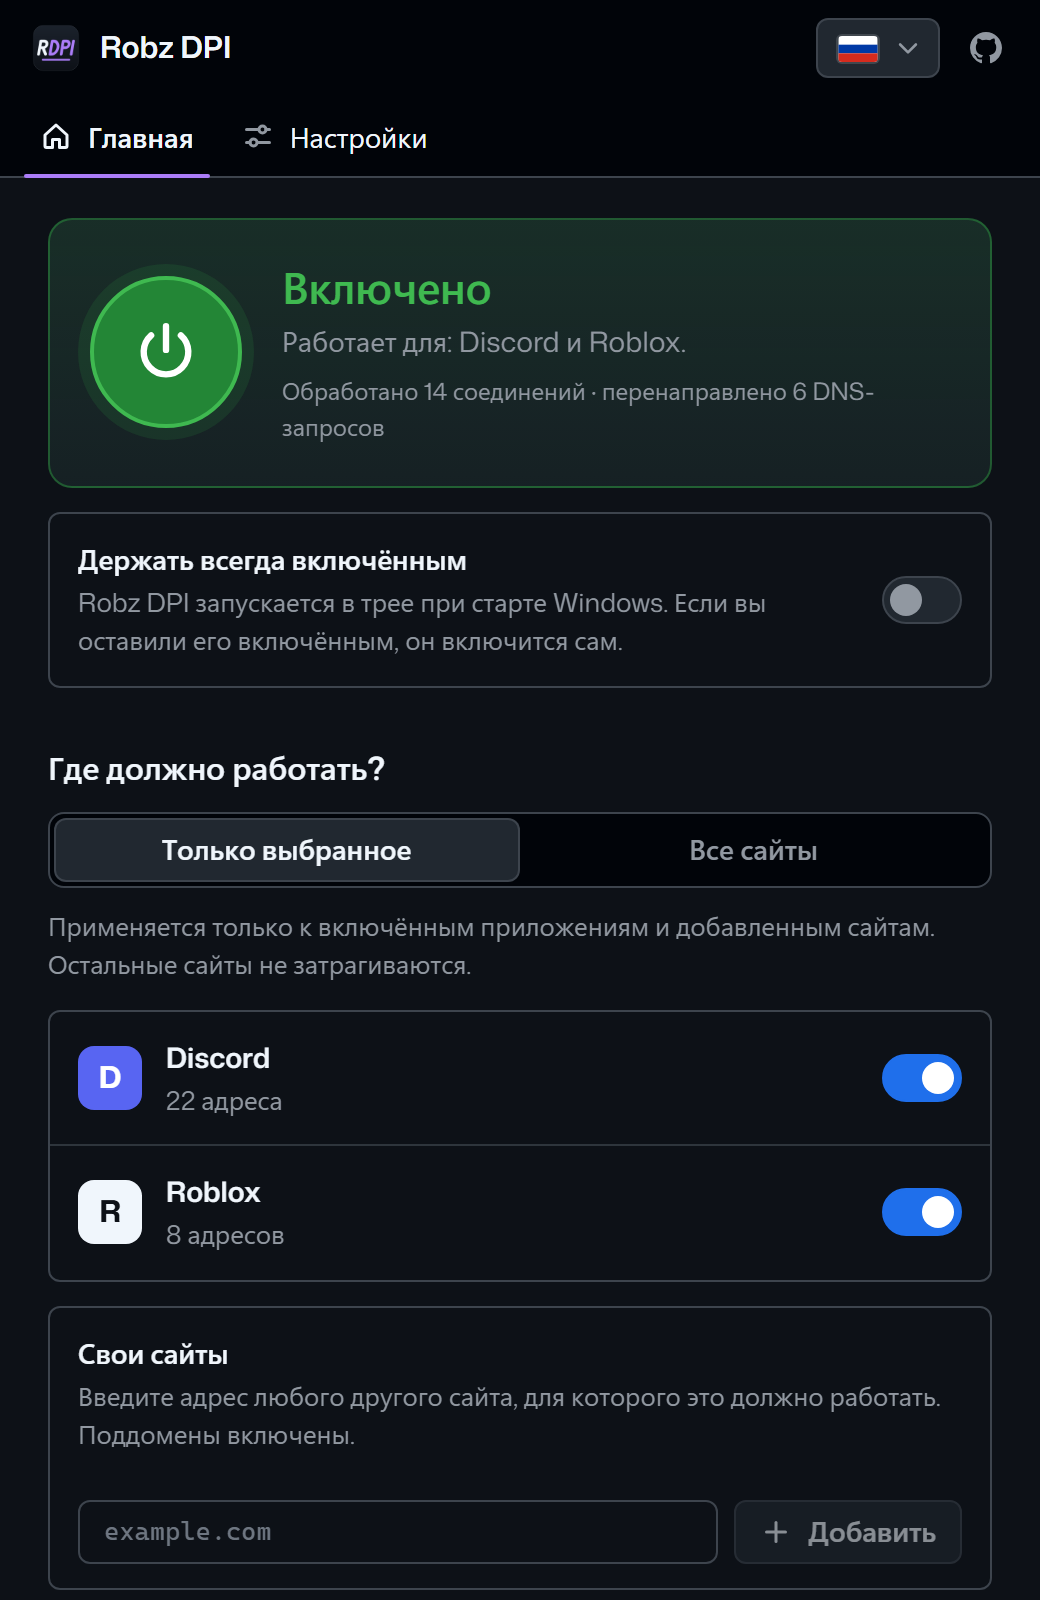 RDPI
Robz DPI
Главная
Настройки
Включено
Работает для: Discord и Roblox.
Обработано 14 соединений · перенаправлено 6 DNS-
запросов
Держать всегда включённым
Robz DPI запускается в трее при старте Windows. Если вы
оставили его включённым, он включится сам.
Где должно работать?
Только выбранное
Все сайты
Применяется только к включённым приложениям и добавленным сайтам.
Остальные сайты не затрагиваются.
D
Discord
22 адреса
R
Roblox
8 адресов
Свои сайты
Введите адрес любого другого сайта, для которого это должно работать.
Поддомены включены.
example.com
+ Добавить